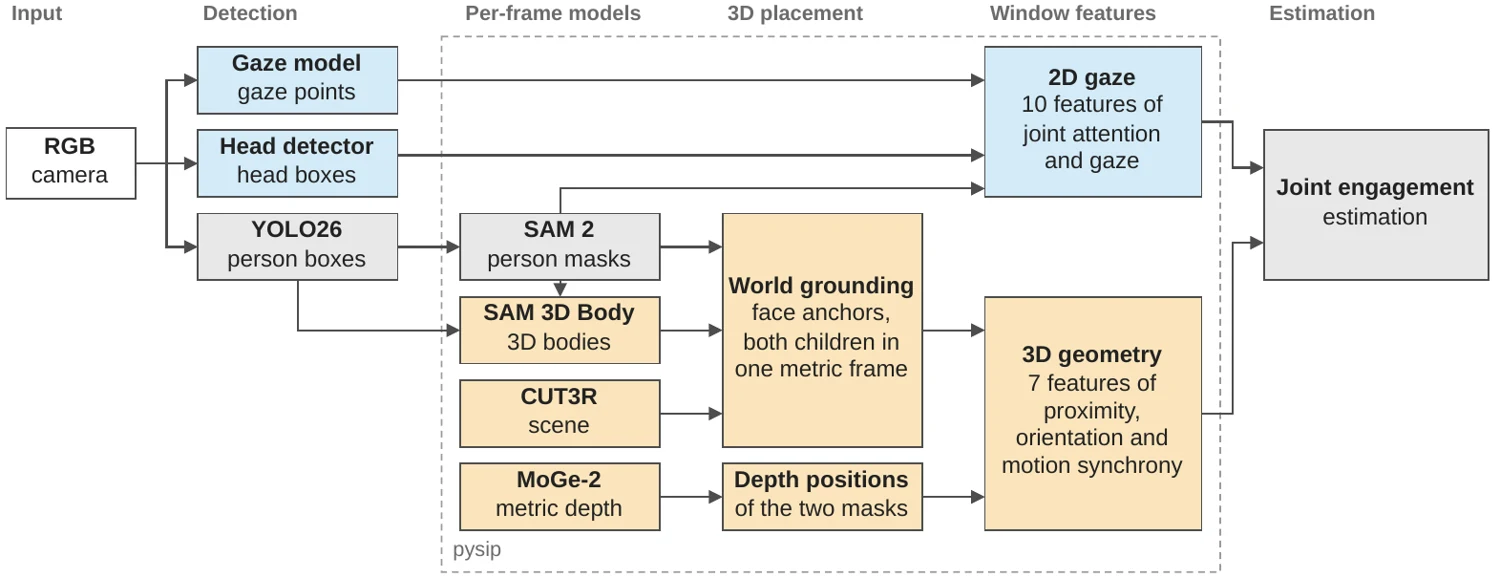 Input
Detection
Per-frame models
3D placement
Window features
Estimation
RGB
camera
Gaze model
gaze points
Head detector
head boxes
YOLO26
person boxes
SAM 2
person masks
SAM 3D Body
3D bodies
CUT3R
scene
MoGe-2
metric depth
World grounding
face anchors,
both children in
one metric frame
Depth positions
of the two masks
2D gaze
10 features of
joint attention
and gaze
3D geometry
7 features of
proximity,
orientation and
motion synchrony
Joint engagement
estimation
pysip